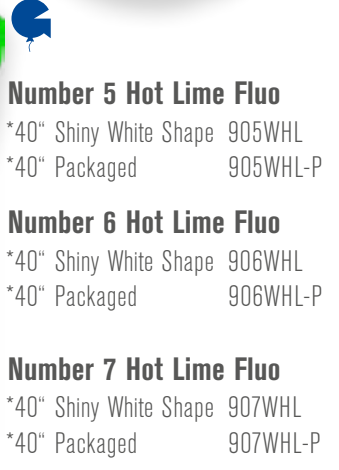 Number 5 Hot Lime Fluo
*40“ Shiny White Shape 905WHL
*40“ Packaged 905WHL-P
Number 6 Hot Lime Fluo
*40“ Shiny White Shape 906WHL
*40“ Packaged 906WHL-P
Number 7 Hot Lime Fluo
*40“ Shiny White Shape 907WHL
*40“ Packaged 907WHL-P